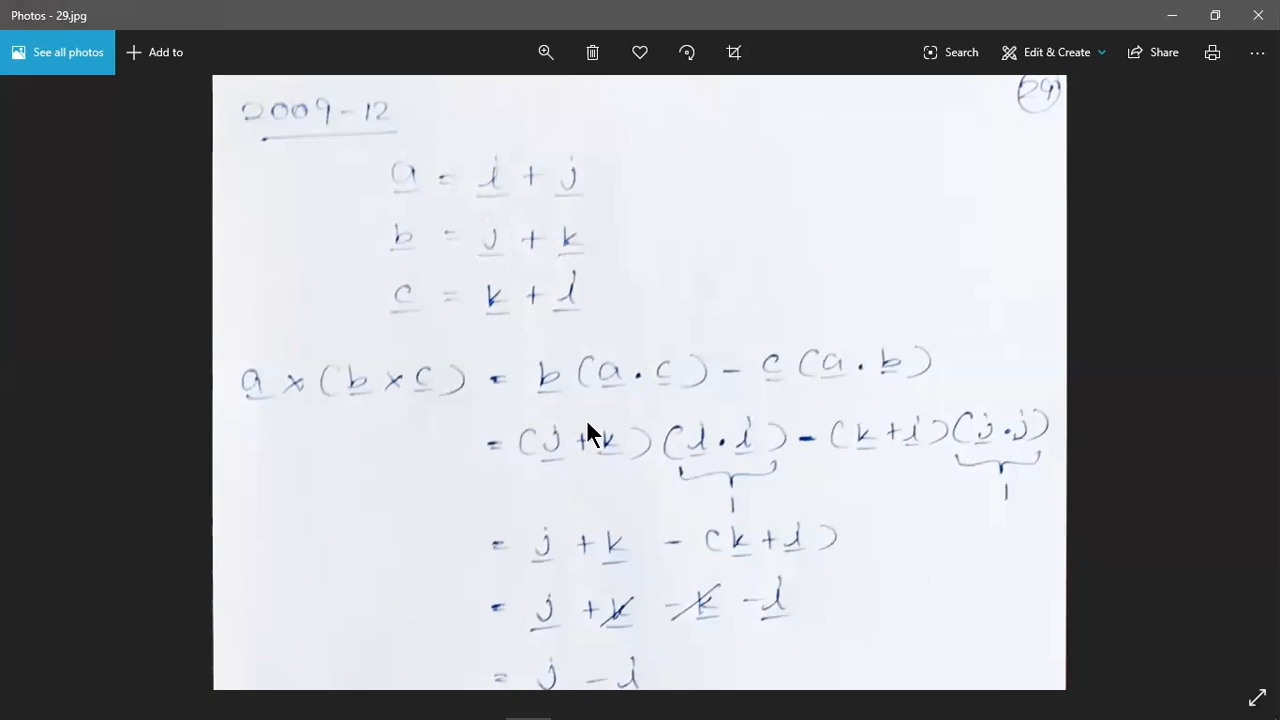 Photos - 29.jpg
See all photos Add to Search Edit & Create Share
2009-12
29
a = i + j
b = j + k
c = k + i
a × (b × c) = b (a . c) - c (a . b)
= (j + k) (i . i) - (k + i) (j . j)
1 1
= j + k - (k + i)
= j + k - k - i
= j - i